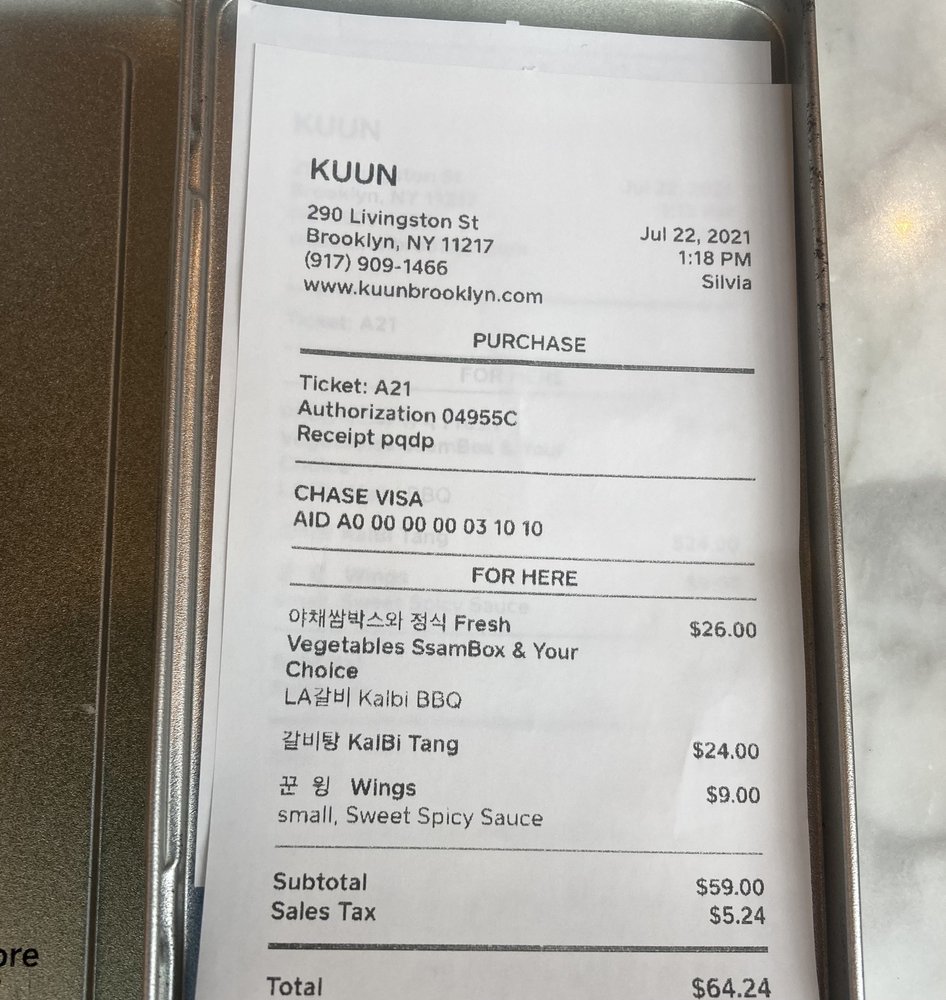 KUUN
290 Livingston St
Brooklyn, NY 11217
(917) 909-1466
www.kuunbrooklyn.com
Jul 22, 2021
1:18 PM
Silvia
PURCHASE
Ticket: A21
Authorization 04955C
Receipt pqdp
CHASE VISA
AID A0 00 00 00 03 10 10
FOR HERE
야채쌈박스와 정식 Fresh $26.00
Vegetables SsamBox & Your
Choice
LA갈비 Kalbi BBQ
갈비탕 KalBi Tang $24.00
꾼 윙 Wings $9.00
small, Sweet Spicy Sauce
Subtotal $59.00
Sales Tax $5.24
Total $64.24